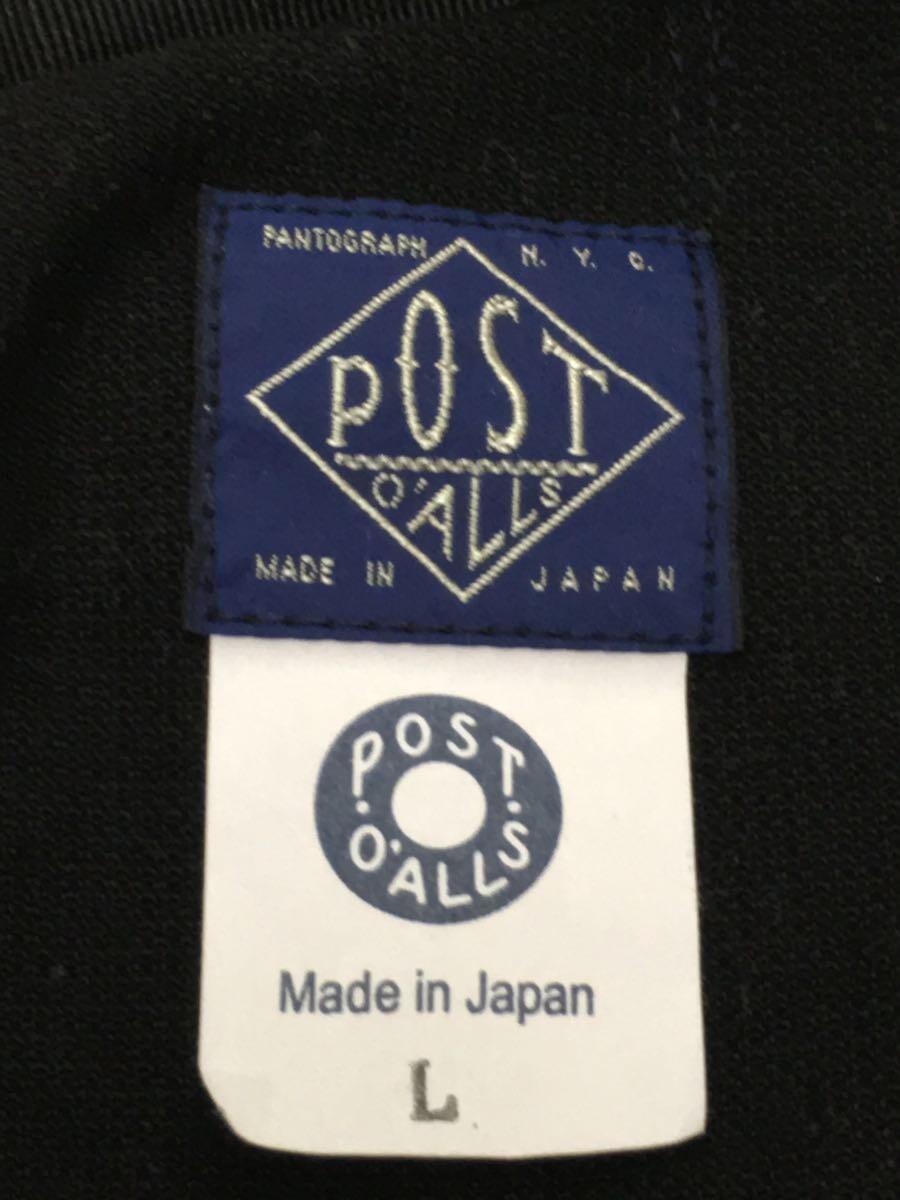 PANTOGRAPH N. Y. C.
POST
O'ALLS
MADE IN JAPAN
POST
O'ALLS
Made in Japan
L